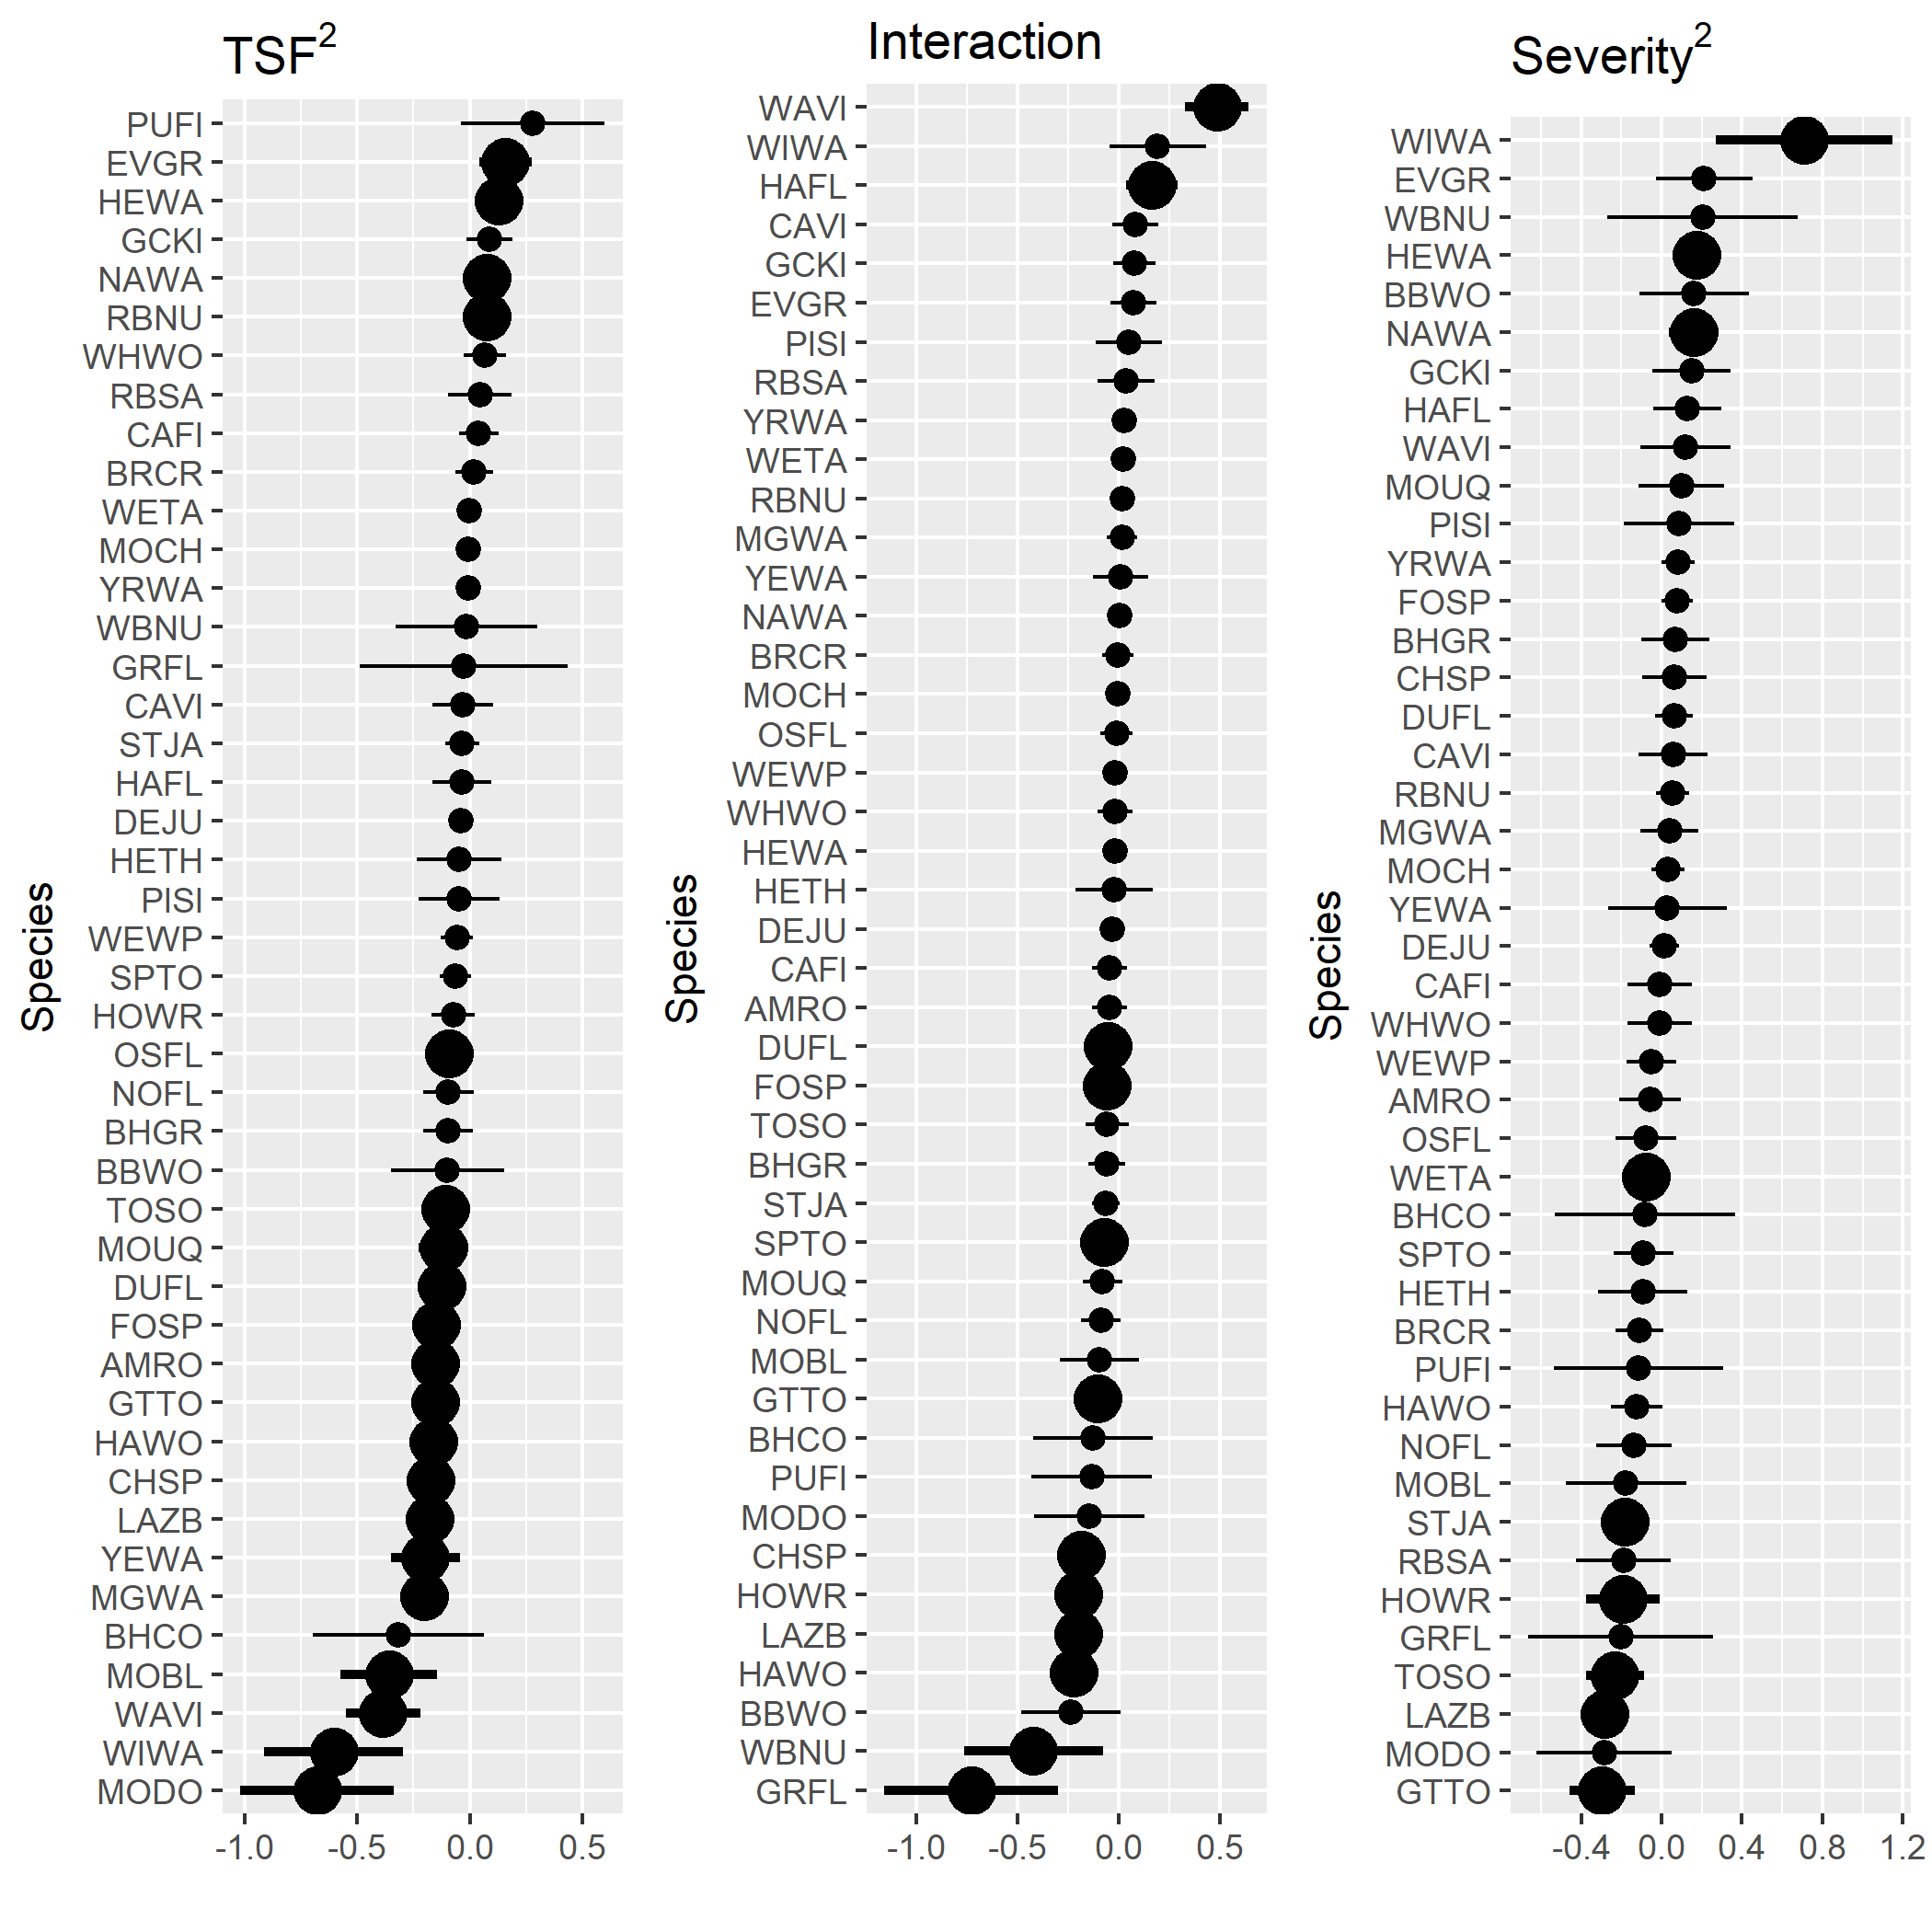 TSF²
Species
PUFI
EVGR
HEWA
GCKI
NAWA
RBNU
WHWO
RBSA
CAFI
BRCR
WETA
MOCH
YRWA
WBNU
GRFL
CAVI
STJA
HAFL
DEJU
HETH
PISI
WEWP
SPTO
HOWR
OSFL
NOFL
BHGR
BBWO
TOSO
MOUQ
DUFL
FOSP
AMRO
GTTO
HAWO
CHSP
LAZB
YEWA
MGWA
BHCO
MOBL
WAVI
WIWA
MODO
-1.0 -0.5 0.0 0.5
Interaction
Species
WAVI
WIWA
HAFL
CAVI
GCKI
EVGR
PISI
RBSA
YRWA
WETA
RBNU
MGWA
YEWA
NAWA
BRCR
MOCH
OSFL
WEWP
WHWO
HEWA
HETH
DEJU
CAFI
AMRO
DUFL
FOSP
TOSO
BHGR
STJA
SPTO
MOUQ
NOFL
MOBL
GTTO
BHCO
PUFI
MODO
CHSP
HOWR
LAZB
HAWO
BBWO
WBNU
GRFL
-1.0 -0.5 0.0 0.5
Severity²
Species
WIWA
EVGR
WBNU
HEWA
BBWO
NAWA
GCKI
HAFL
WAVI
MOUQ
PISI
YRWA
FOSP
BHGR
CHSP
DUFL
CAVI
RBNU
MGWA
MOCH
YEWA
DEJU
CAFI
WHWO
WEWP
AMRO
OSFL
WETA
BHCO
SPTO
HETH
BRCR
PUFI
HAWO
NOFL
MOBL
STJA
RBSA
HOWR
GRFL
TOSO
LAZB
MODO
GTTO
-0.4 0.0 0.4 0.8 1.2